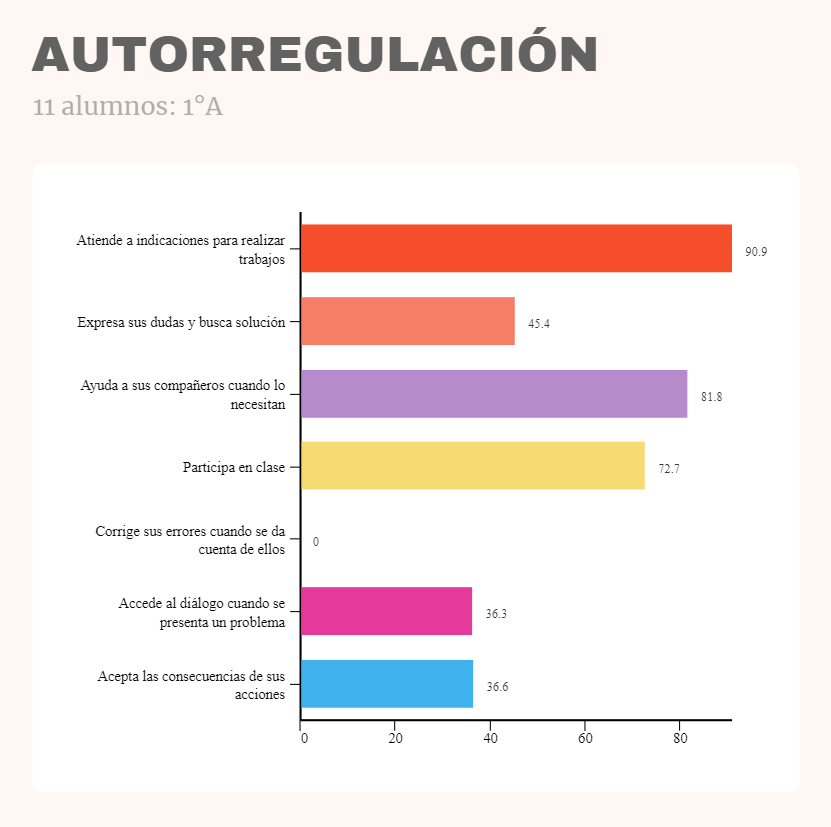 AUTORREGULACIÓN
11 alumnos: 1°A
Atiende a indicaciones para realizar
trabajos
90.9
Expresa sus dudas y busca solución
45.4
Ayuda a sus compañeros cuando lo
necesitan
81.8
Participa en clase
72.7
Corrige sus errores cuando se da
cuenta de ellos
0
Accede al diálogo cuando se
presenta un problema
36.3
Acepta las consecuencias de sus
acciones
36.6
0 20 40 60 80